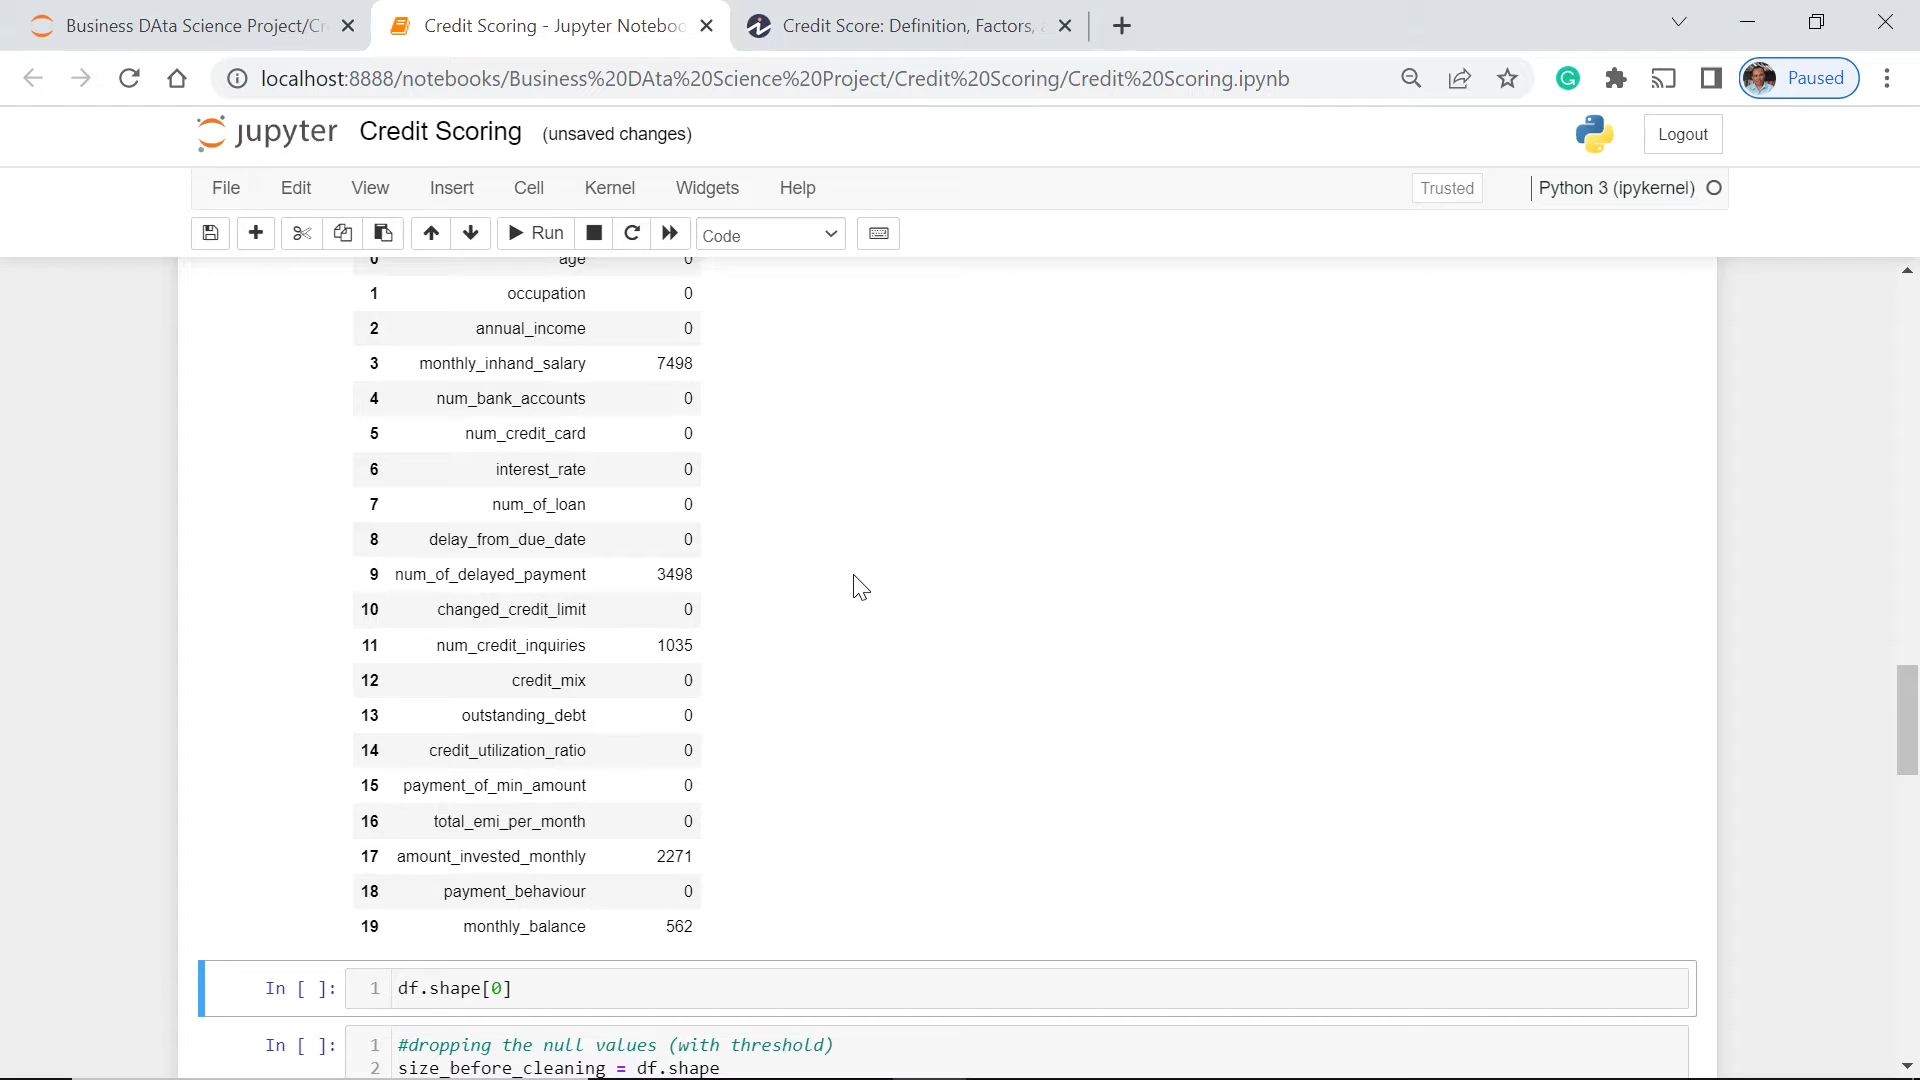 Business DAta Science Project/Cr
Credit Scoring - Jupyter Noteboo
Credit Score: Definition, Factors, a
localhost:8888/notebooks/Business%20DAta%20Science%20Project/Credit%20Scoring/Credit%20Scoring.ipynb
Paused
jupyter Credit Scoring (unsaved changes)
Logout
File Edit View Insert Cell Kernel Widgets Help
Trusted
Python 3 (ipykernel)
Run
Code
0 age 0
1 occupation 0
2 annual_income 0
3 monthly_inhand_salary 7498
4 num_bank_accounts 0
5 num_credit_card 0
6 interest_rate 0
7 num_of_loan 0
8 delay_from_due_date 0
9 num_of_delayed_payment 3498
10 changed_credit_limit 0
11 num_credit_inquiries 1035
12 credit_mix 0
13 outstanding_debt 0
14 credit_utilization_ratio 0
15 payment_of_min_amount 0
16 total_emi_per_month 0
17 amount_invested_monthly 2271
18 payment_behaviour 0
19 monthly_balance 562
In [ ]: 1 df.shape[0]
In [ ]: 1 #dropping the null values (with threshold)
2 size_before_cleaning = df.shape